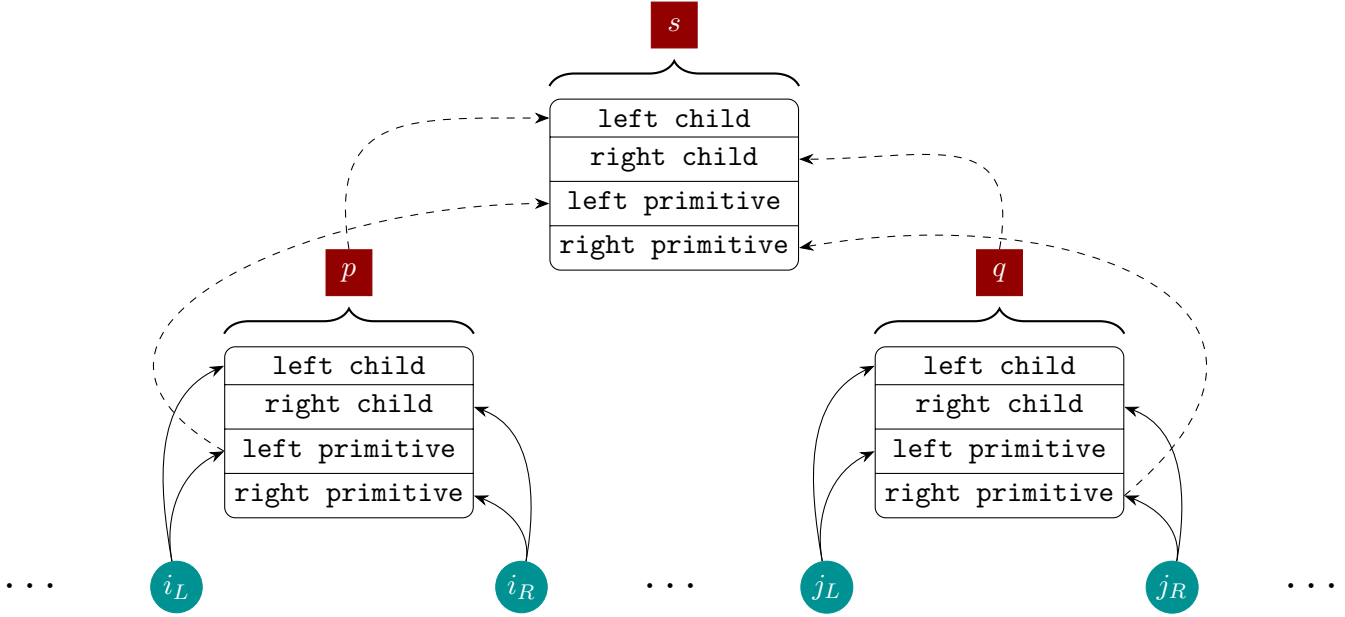 s
left child
right child
left primitive
right primitive
p
q
left child
right child
left primitive
right primitive
left child
right child
left primitive
right primitive
... i_L i_R ... j_L j_R ...